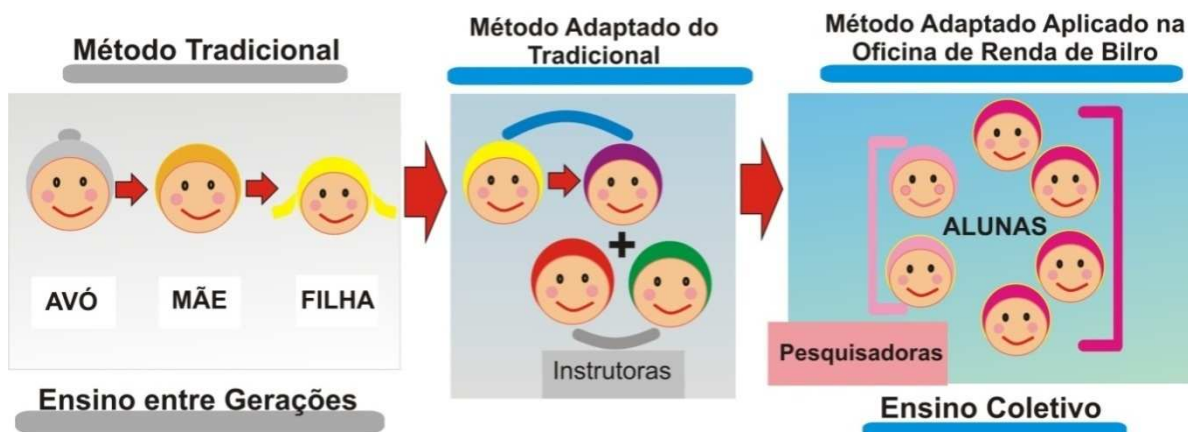 Método Tradicional
AVÓ
MÃE
FILHA
Ensino entre Gerações
Método Adaptado do
Tradicional
+
Instrutoras
Método Adaptado Aplicado na
Oficina de Renda de Bilro
ALUNAS
Pesquisadoras
Ensino Coletivo